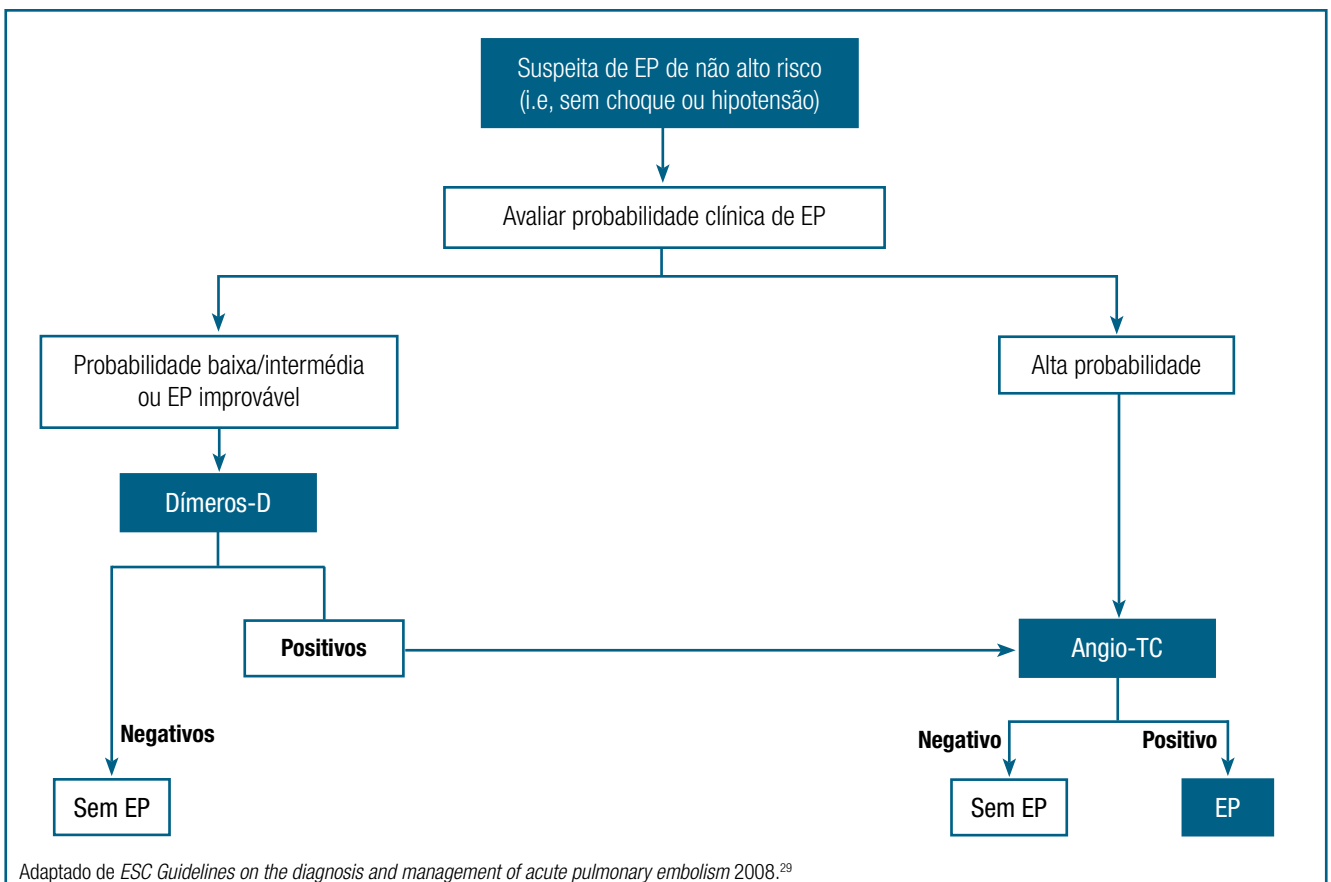 Suspeita de EP de não alto risco
(i.e, sem choque ou hipotensão)
Avaliar probabilidade clínica de EP
Probabilidade baixa/intermédia
ou EP improvável
Alta probabilidade
Dímeros-D
Positivos
Angio-TC
Negativos
Negativo
Positivo
Sem EP
Sem EP
EP
Adaptado de ESC Guidelines on the diagnosis and management of acute pulmonary embolism 2008.29